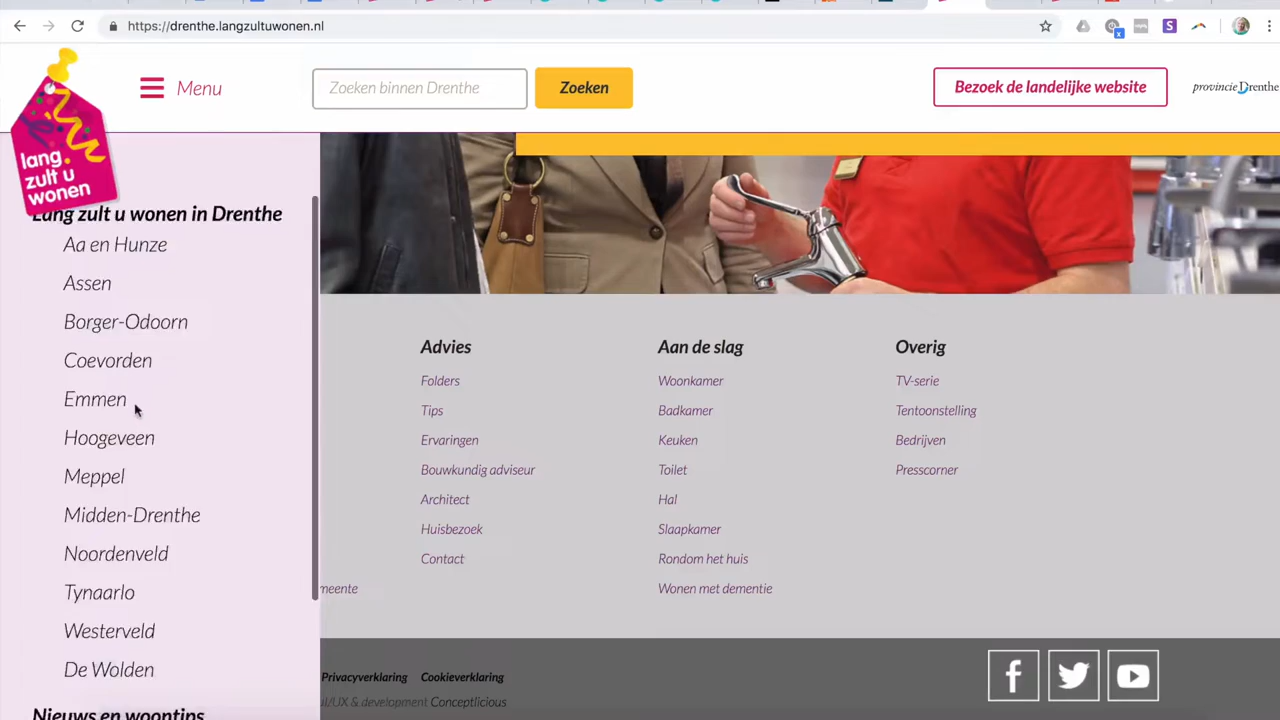 https://drenthe.langzultuwonen.nl
lang
zult u
wonen
Menu
Zoeken binnen Drenthe
Zoeken
Bezoek de landelijke website
provincie Drenthe
Lang zult u wonen in Drenthe
Aa en Hunze
Assen
Borger-Odoorn
Coevorden
Emmen
Hoogeveen
Meppel
Midden-Drenthe
Noordenveld
Tynaarlo
Westerveld
De Wolden
Nieuws en woontips
Advies
Folders
Tips
Ervaringen
Bouwkundig adviseur
Architect
Huisbezoek
Contact
Aan de slag
Woonkamer
Badkamer
Keuken
Toilet
Hal
Slaapkamer
Rondom het huis
Wonen met dementie
Overig
TV-serie
Tentoonstelling
Bedrijven
Presscorner
meente
Privacyverklaring Cookieverklaring
ui/UX & development Conceptlicious